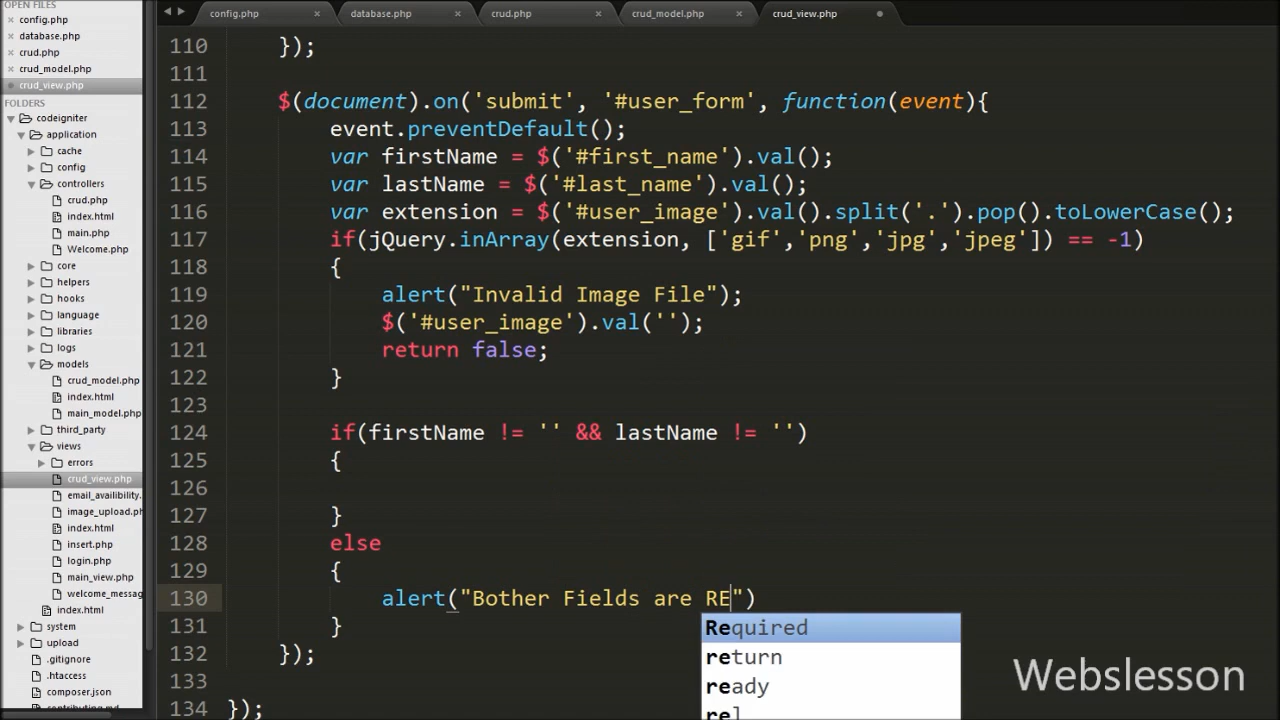 OPEN FILES
config.php
database.php
crud.php
crud_model.php
crud_view.php
FOLDERS
codeigniter
application
cache
config
controllers
crud.php
index.html
main.php
Welcome.php
core
helpers
hooks
language
libraries
logs
models
crud_model.php
index.html
main_model.php
third_party
views
errors
crud_view.php
email_availibility.
image_upload.ph
index.html
insert.php
login.php
main_view.php
welcome_messag
index.html
system
upload
.gitignore
.htaccess
composer.json
contributing.md
config.php database.php crud.php crud_model.php crud_view.php
110 });
111
112 $(document).on('submit', '#user_form', function(event){
113 event.preventDefault();
114 var firstName = $('#first_name').val();
115 var lastName = $('#last_name').val();
116 var extension = $('#user_image').val().split('.').pop().toLowerCase();
117 if(jQuery.inArray(extension, ['gif','png','jpg','jpeg']) == -1)
118 {
119 alert("Invalid Image File");
120 $('#user_image').val('');
121 return false;
122 }
123
124 if(firstName != '' && lastName != '')
125 {
126
127 }
128 else
129 {
130 alert("Bother Fields are RE")
131 }
132 });
133
134 });
Required
return
ready
rel
Webslesson